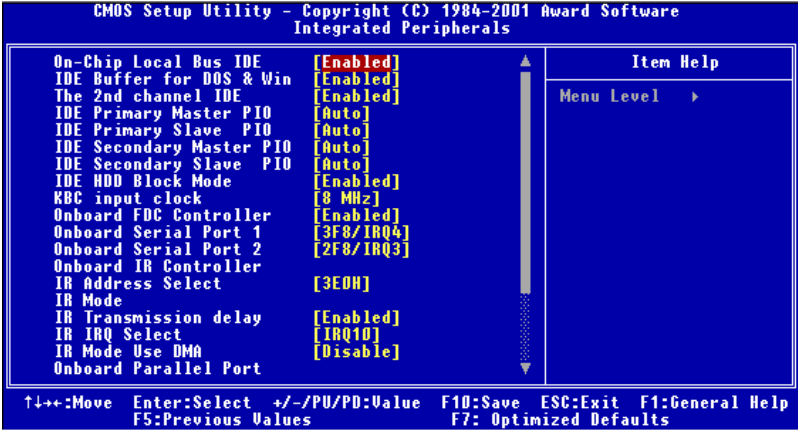 CMOS Setup Utility - Copyright (C) 1984-2001 Award Software
Integrated Peripherals
On-Chip Local Bus IDE [Enabled]
IDE Buffer for DOS & Win [Enabled]
The 2nd channel IDE [Enabled]
IDE Primary Master PIO [Auto]
IDE Primary Slave PIO [Auto]
IDE Secondary Master PIO [Auto]
IDE Secondary Slave PIO [Auto]
IDE HDD Block Mode [Enabled]
KBC input clock [8 MHz]
Onboard FDC Controller [Enabled]
Onboard Serial Port 1 [3F8/IRQ4]
Onboard Serial Port 2 [2F8/IRQ3]
Onboard IR Controller
IR Address Select [3E0H]
IR Mode
IR Transmission delay [Enabled]
IR IRQ Select [IRQ10]
IR Mode Use DMA [Disable]
Onboard Parallel Port
Item Help
Menu Level ▸
↑↓→←:Move Enter:Select +/-/PU/PD:Value F10:Save ESC:Exit F1:General Help
F5:Previous Values F7: Optimized Defaults